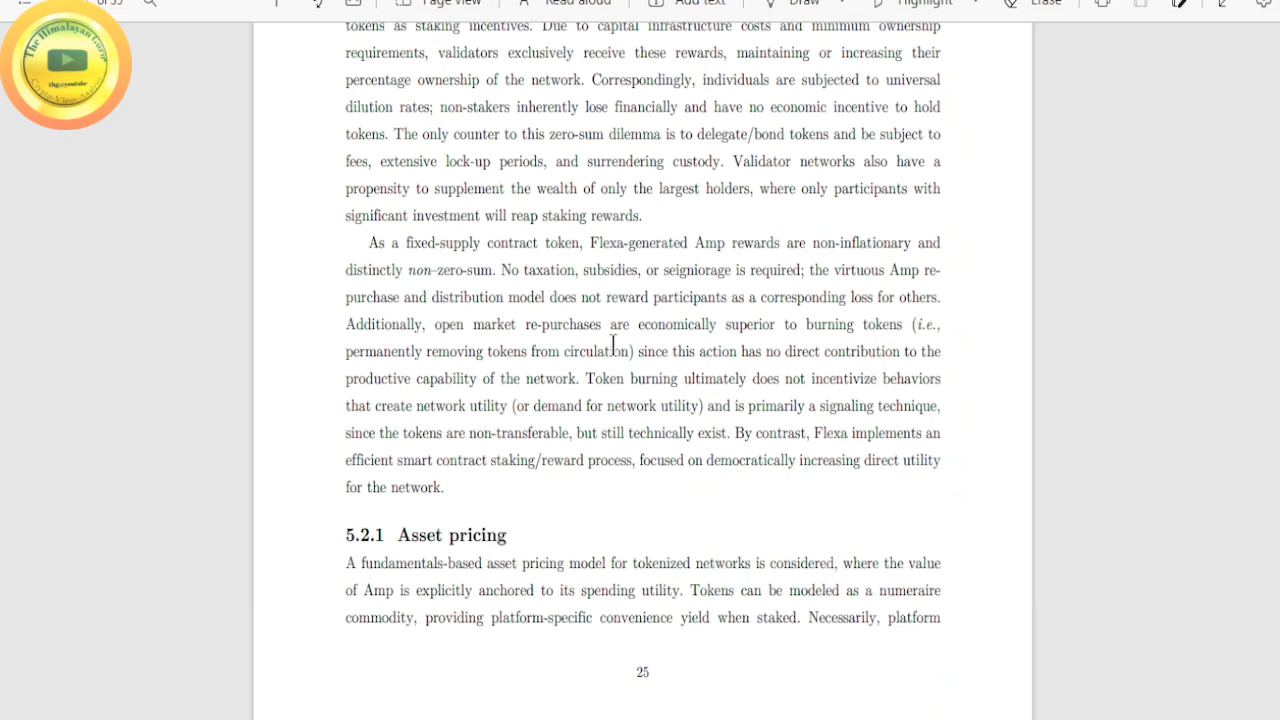 of 55
Page view
Read aloud
Add text
Draw
Highlight
Erase
The Himalayan Guru
thg.youtube
tokens as staking incentives. Due to capital infrastructure costs and minimum ownership
requirements, validators exclusively receive these rewards, maintaining or increasing their
percentage ownership of the network. Correspondingly, individuals are subjected to universal
dilution rates; non-stakers inherently lose financially and have no economic incentive to hold
tokens. The only counter to this zero-sum dilemma is to delegate/bond tokens and be subject to
fees, extensive lock-up periods, and surrendering custody. Validator networks also have a
propensity to supplement the wealth of only the largest holders, where only participants with
significant investment will reap staking rewards.
As a fixed-supply contract token, Flexa-generated Amp rewards are non-inflationary and
distinctly non–zero-sum. No taxation, subsidies, or seigniorage is required; the virtuous Amp re-
purchase and distribution model does not reward participants as a corresponding loss for others.
Additionally, open market re-purchases are economically superior to burning tokens (i.e.,
permanently removing tokens from circulation) since this action has no direct contribution to the
productive capability of the network. Token burning ultimately does not incentivize behaviors
that create network utility (or demand for network utility) and is primarily a signaling technique,
since the tokens are non-transferable, but still technically exist. By contrast, Flexa implements an
efficient smart contract staking/reward process, focused on democratically increasing direct utility
for the network.
5.2.1 Asset pricing
A fundamentals-based asset pricing model for tokenized networks is considered, where the value
of Amp is explicitly anchored to its spending utility. Tokens can be modeled as a numeraire
commodity, providing platform-specific convenience yield when staked. Necessarily, platform
25